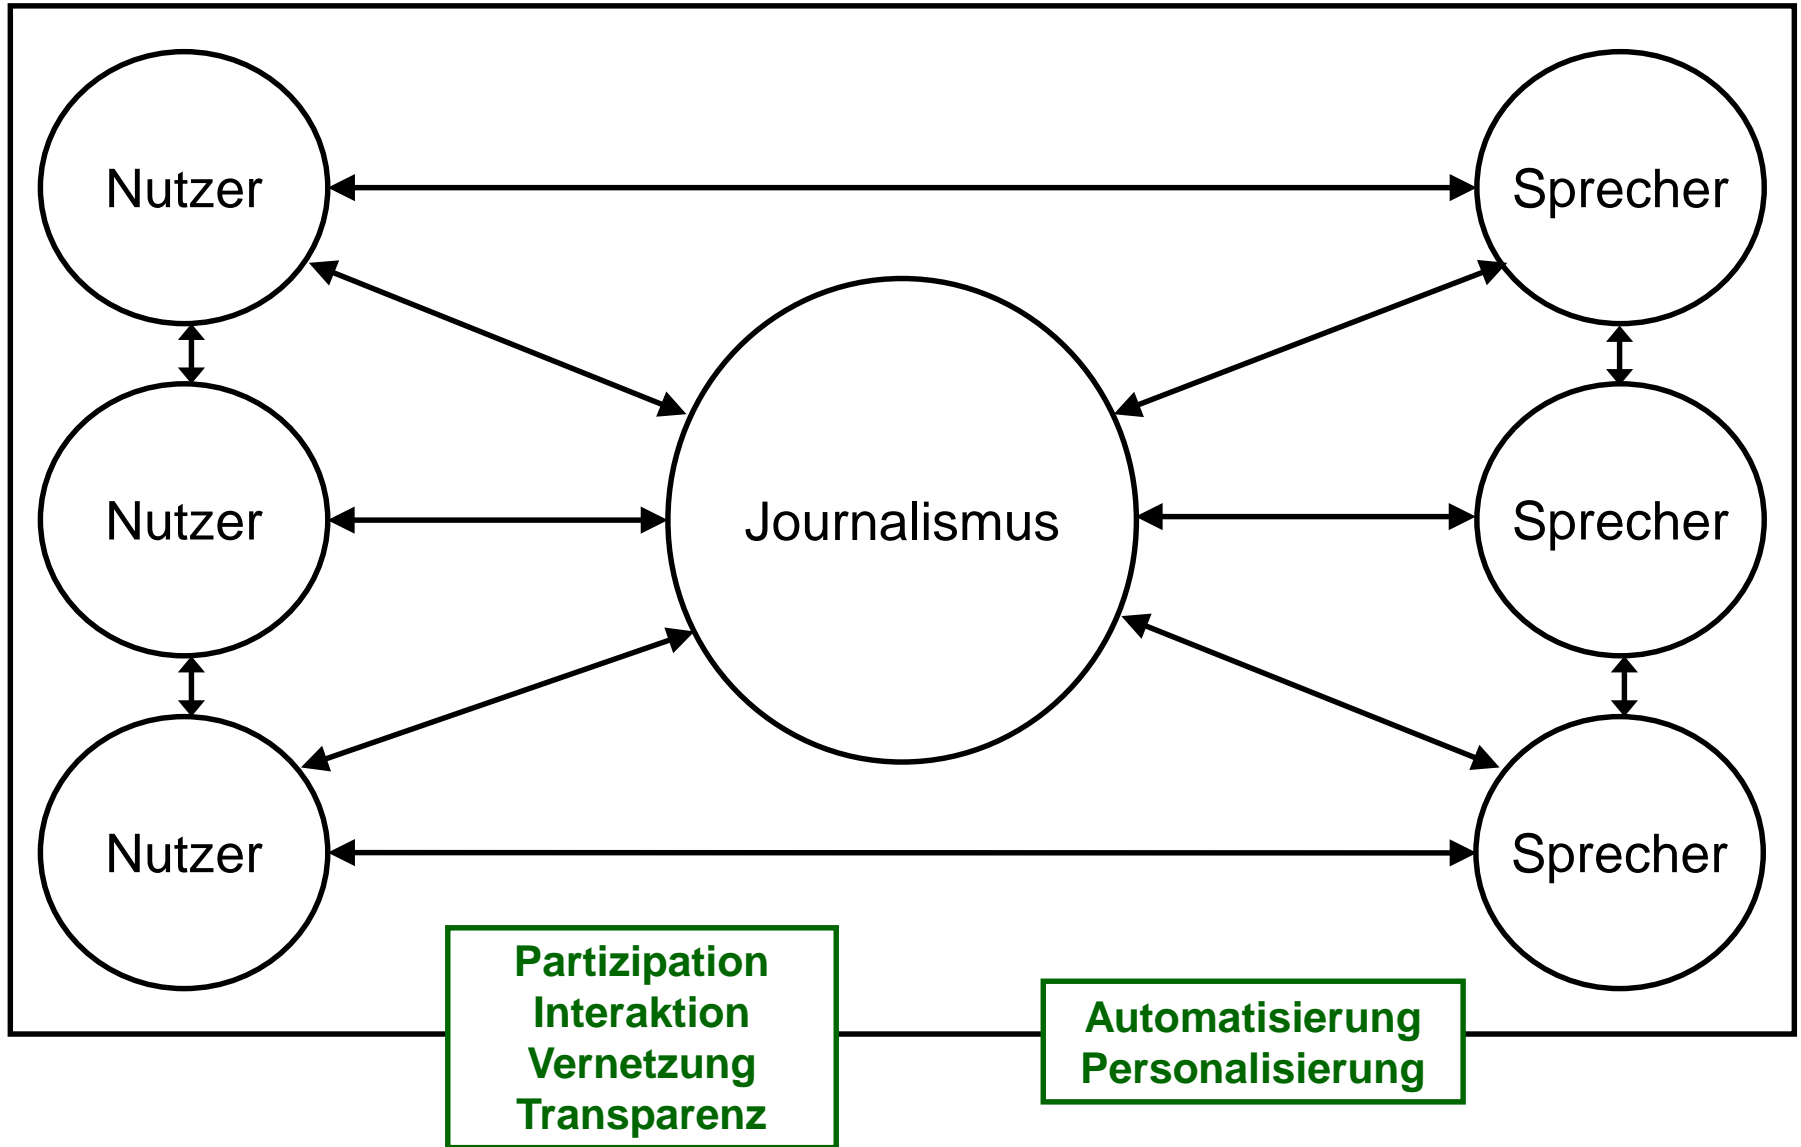 Nutzer
Sprecher
Nutzer
Journalismus
Sprecher
Nutzer
Sprecher
Partizipation
Interaktion
Vernetzung
Transparenz
Automatisierung
Personalisierung